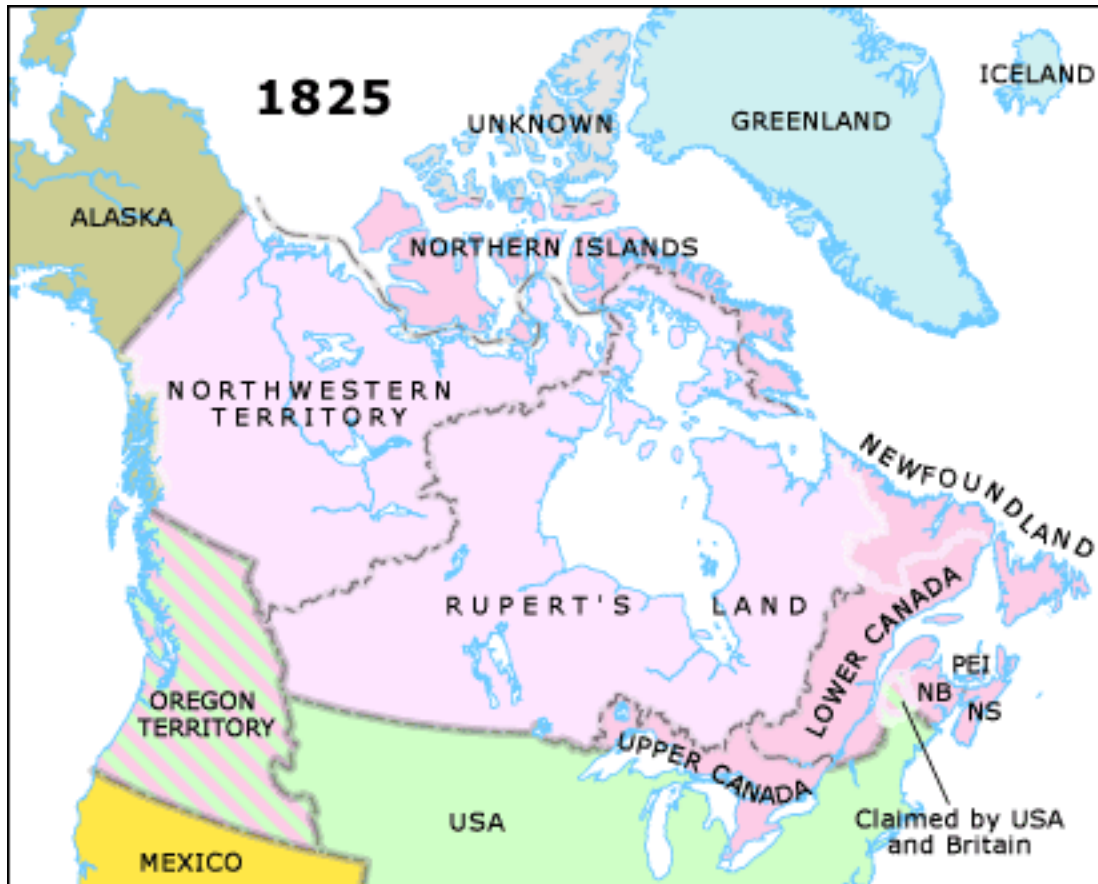 1825
ICELAND
UNKNOWN
GREENLAND
ALASKA
NORTHERN ISLANDS
NORTHWESTERN
TERRITORY
NEWFOUNDLAND
RUPERT'S LAND
LOWER CANADA
PEI
NB
NS
OREGON
TERRITORY
UPPER CANADA
USA
Claimed by USA
and Britain
MEXICO